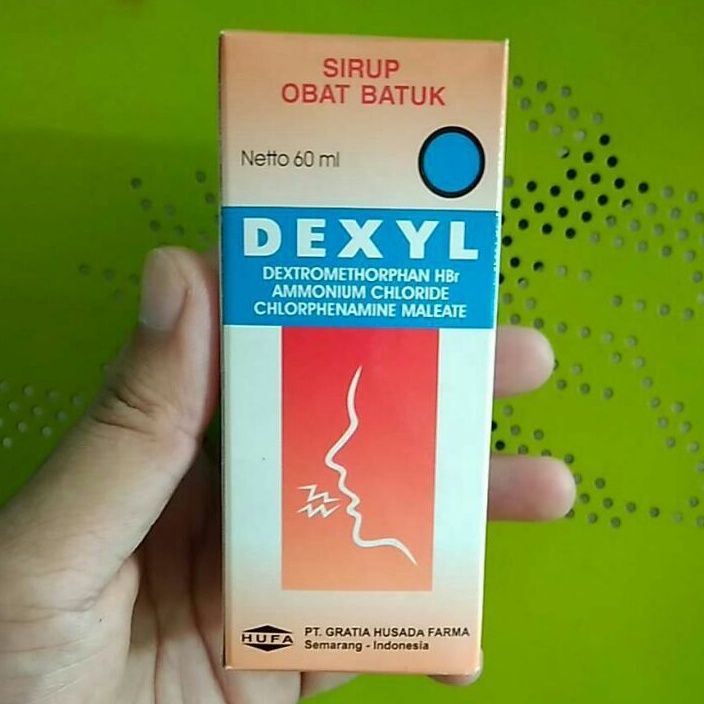 SIRUP
OBAT BATUK
Netto 60 ml
DEXYL
DEXTROMETHORPHAN HBr
AMMONIUM CHLORIDE
CHLORPHENAMINE MALEATE
HUFA
PT. GRATIA HUSADA FARMA
Semarang - Indonesia